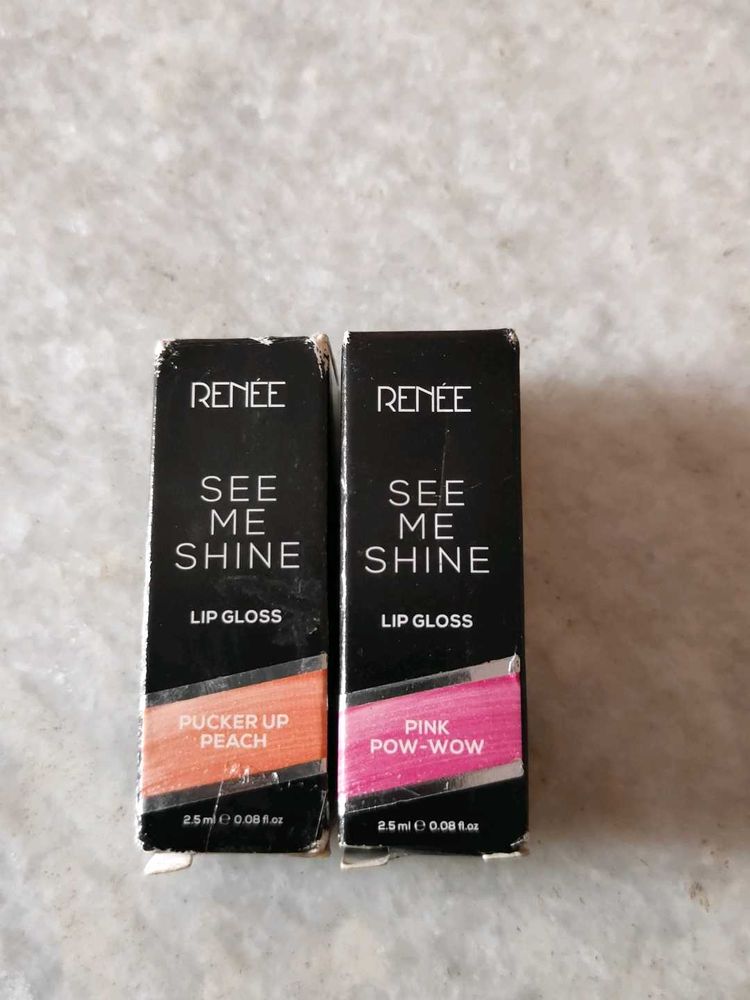 RENÉE
SEE
ME
SHINE
LIP GLOSS
PUCKER UP
PEACH
2.5 ml ℮ 0.08 fl.oz
RENÉE
SEE
ME
SHINE
LIP GLOSS
PINK
POW-WOW
2.5 ml ℮ 0.08 fl.oz